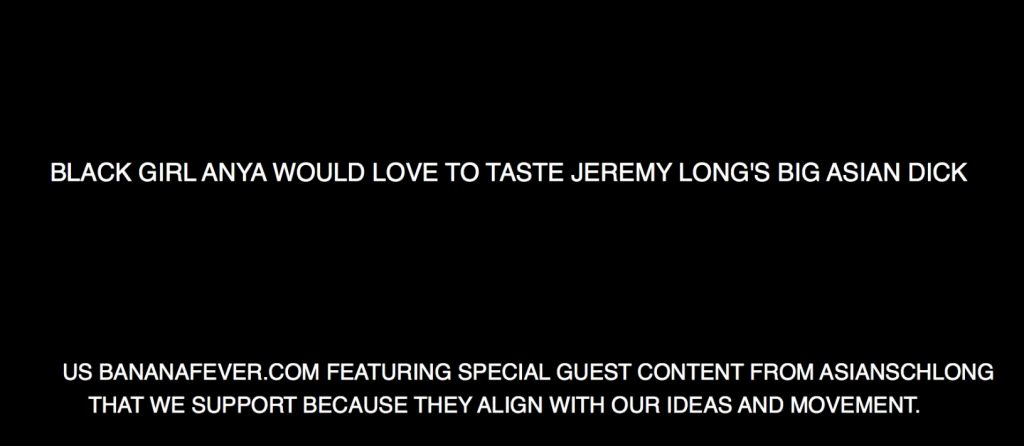 BLACK GIRL ANYA WOULD LOVE TO TASTE JEREMY LONG'S BIG ASIAN DICK
US BANANAFEVER.COM FEATURING SPECIAL GUEST CONTENT FROM ASIANSCHLONG
THAT WE SUPPORT BECAUSE THEY ALIGN WITH OUR IDEAS AND MOVEMENT.